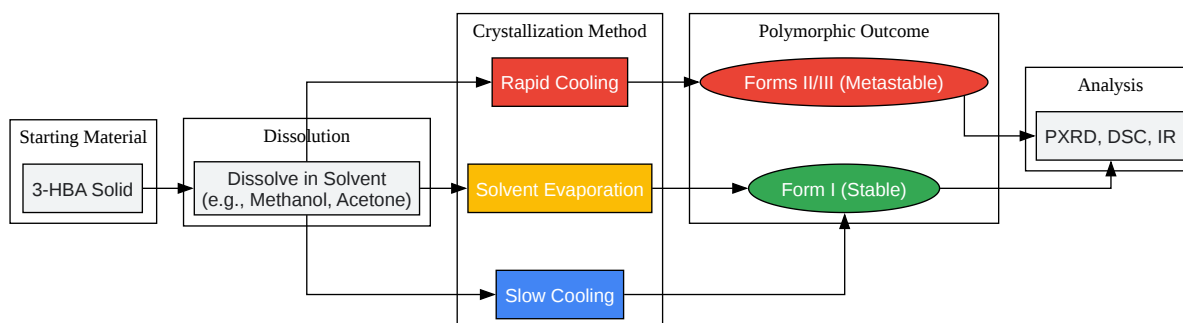 Starting Material
3-HBA Solid
Dissolution
Dissolve in Solvent
(e.g., Methanol, Acetone)
Crystallization Method
Rapid Cooling
Solvent Evaporation
Slow Cooling
Polymorphic Outcome
Forms II/III (Metastable)
Form I (Stable)
Analysis
PXRD, DSC, IR